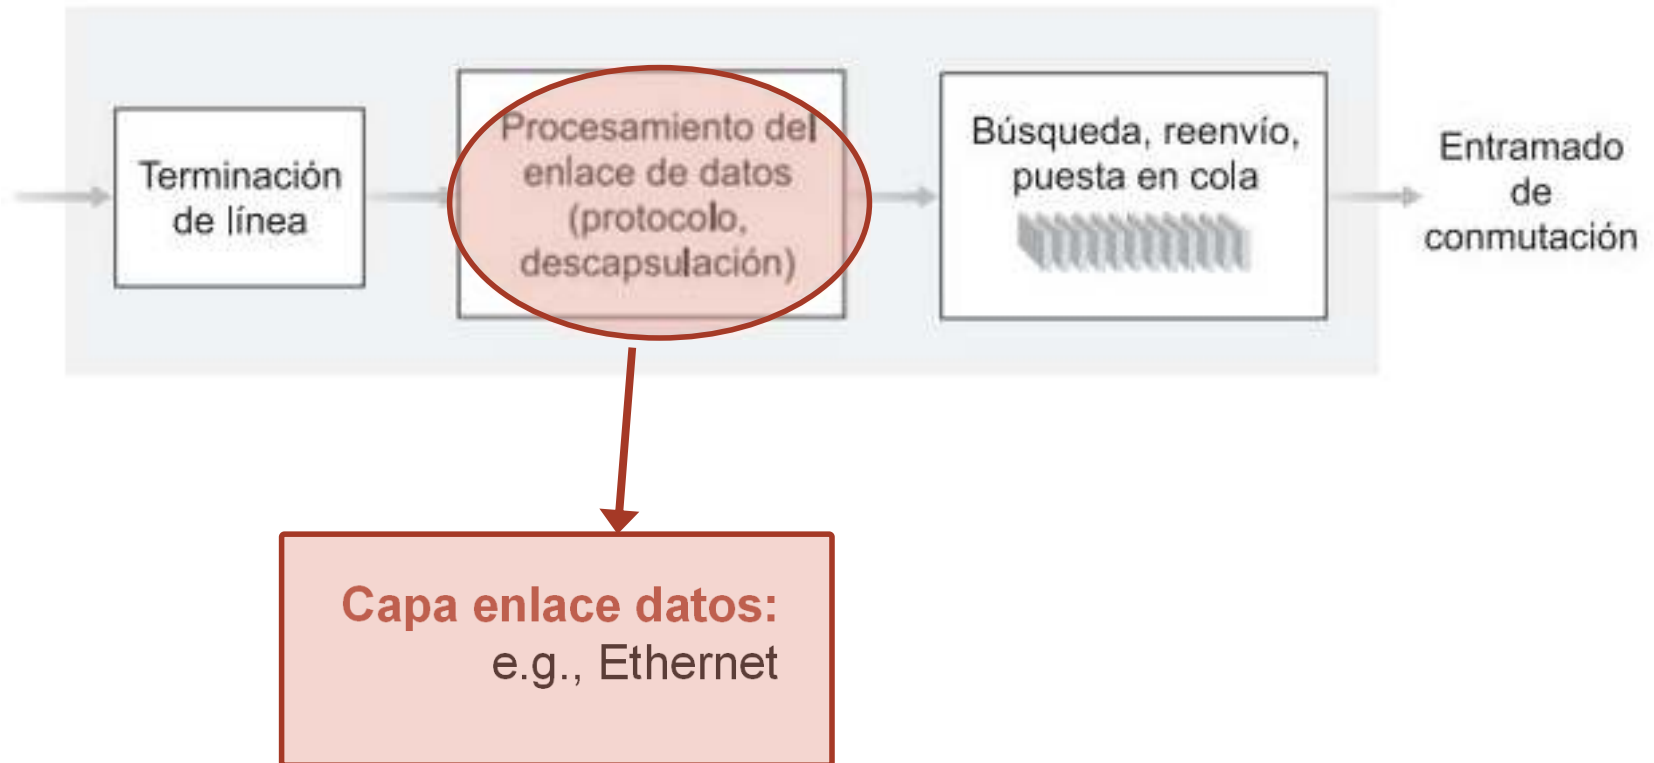 Terminación
de línea
Procesamiento del
enlace de datos
(protocolo,
descapsulación)
Búsqueda, reenvío,
puesta en cola
Entramado
de
conmutación
Capa enlace datos:
e.g., Ethernet